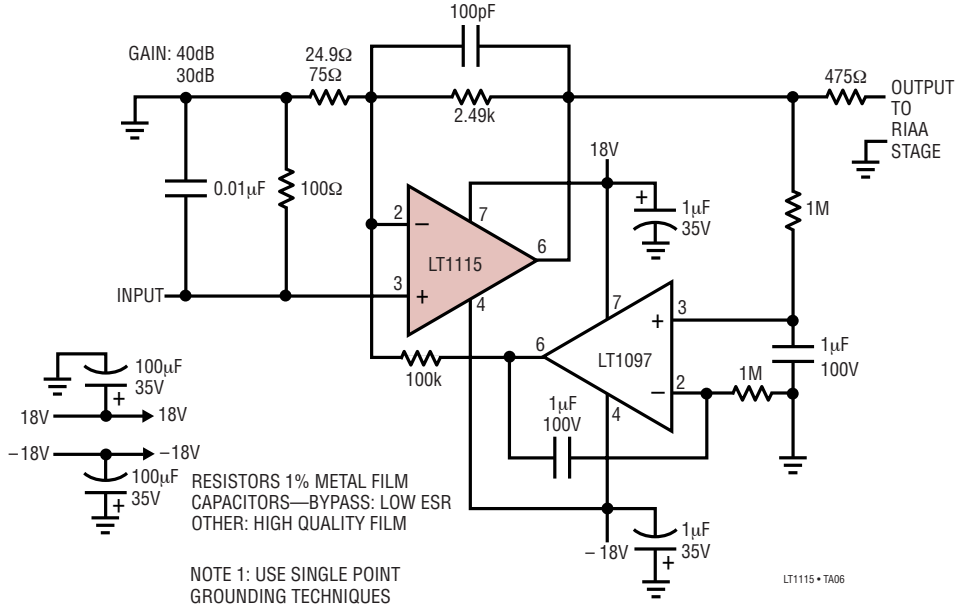 100pF
GAIN: 40dB
30dB
24.9Ω
75Ω
2.49k
475Ω
OUTPUT
TO
RIAA
STAGE
18V
0.01µF
100Ω
+
1µF
35V
1M
2
–
7
6
LT1115
3
+
4
INPUT
7
3
+
6
LT1097
1µF
100V
100k
2
–
1M
4
1µF
100V
100µF
35V
+
18V
18V
–18V
–18V
100µF
35V
+
RESISTORS 1% METAL FILM
CAPACITORS—BYPASS: LOW ESR
OTHER: HIGH QUALITY FILM
– 18V
1µF
35V
+
NOTE 1: USE SINGLE POINT
GROUNDING TECHNIQUES
LT1115 • TA06